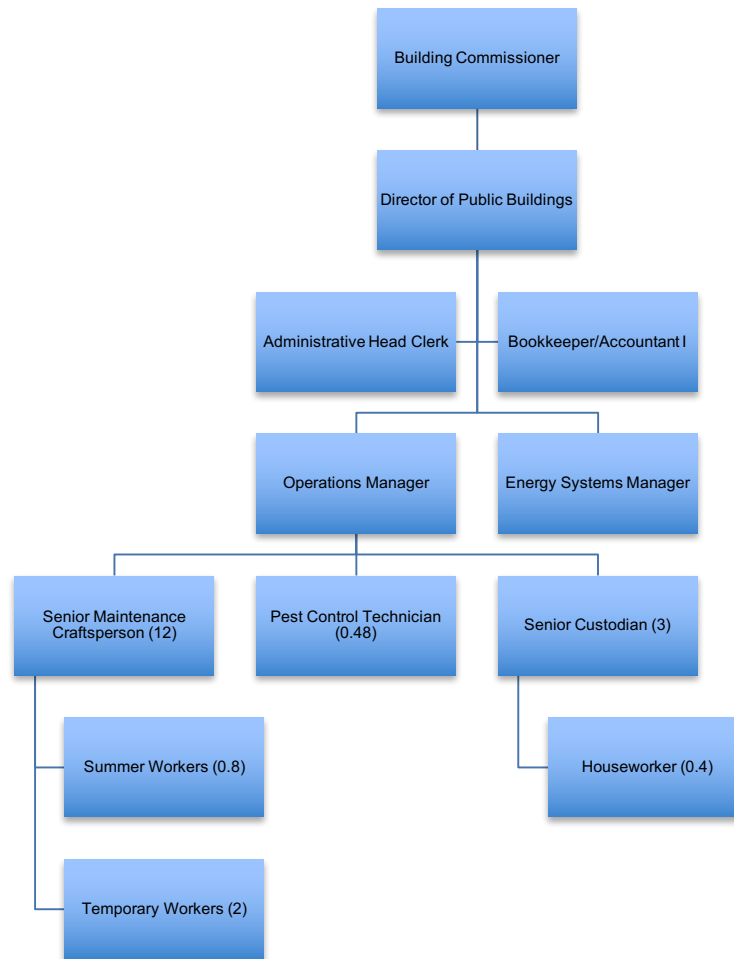 Building Commissioner
Director of Public Buildings
Administrative Head Clerk
Bookkeeper/Accountant I
Operations Manager
Energy Systems Manager
Senior Maintenance
Craftsperson (12)
Pest Control Technician
(0.48)
Senior Custodian (3)
Summer Workers (0.8)
Houseworker (0.4)
Temporary Workers (2)